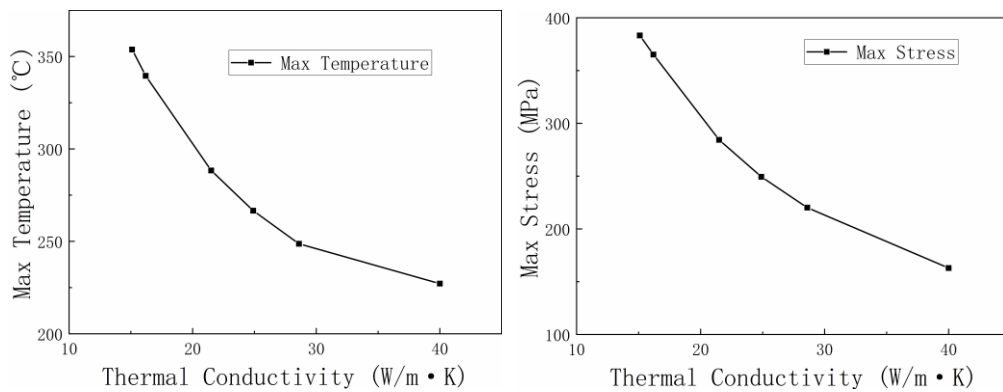 350
300
250
200
10
20
30
40
Max Temperature (℃)
Thermal Conductivity (W/m·K)
Max Temperature
400
300
200
100
10
20
30
40
Max Stress (MPa)
Thermal Conductivity (W/m·K)
Max Stress